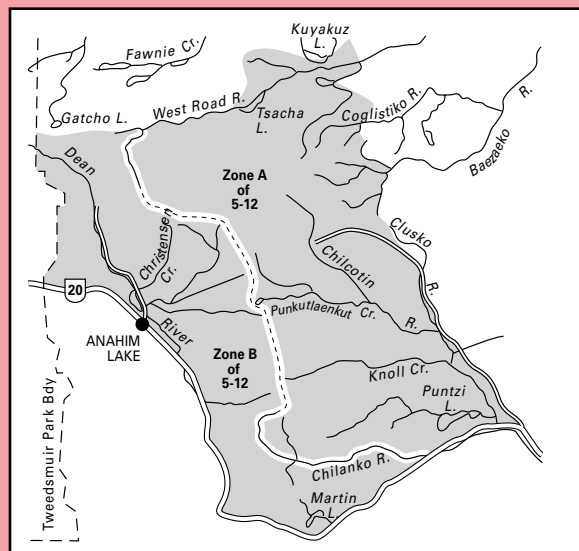 Kuyakuz
L.
Fawnie Cr.
Gatcho L.
West Road R.
Tsacha
L.
Coglistiko R.
Baezaeko
R.
Dean
Zone A
of
5-12
Christensen
Cr.
Clusko
R.
Chilcotin
R.
20
Punkutlaenkut Cr.
ANAHIM
LAKE
River
Zone B
of
5-12
Knoll Cr.
Puntzi
L.
Chilanko R.
Martin
L.
Tweedsmuir Park Bdy